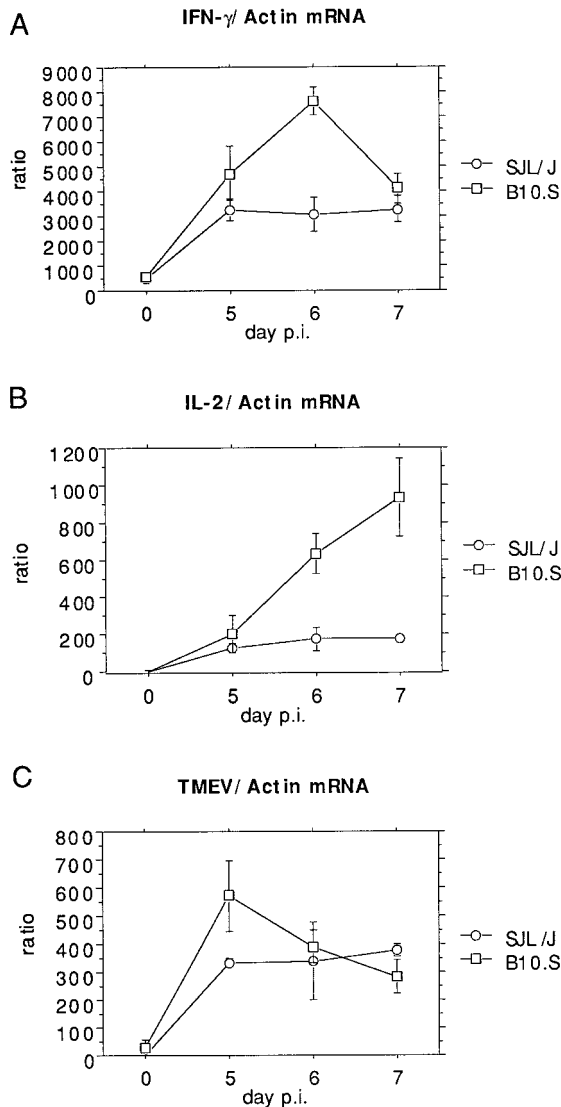 A
IFN-γ/ Actin mRNA
9000
8000
7000
6000
5000
4000
3000
2000
1000
0
ratio
0 5 6 7
day p.i.
SJL/J
B10.S
B
IL-2/ Actin mRNA
1200
1000
800
600
400
200
0
ratio
0 5 6 7
day p.i.
SJL/J
B10.S
C
TMEV/ Actin mRNA
800
700
600
500
400
300
200
100
0
ratio
0 5 6 7
day p.i.
SJL/J
B10.S